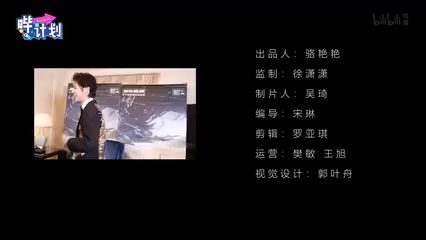 哔计划
bilibili 独播
出品人：骆艳艳
监制：徐潇潇
制片人：吴琦
编导：宋琳
剪辑：罗亚琪
运营：樊敏 王旭
视觉设计：郭叶舟